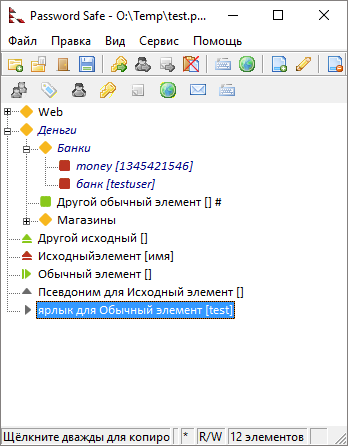 Password Safe - O:\Temp\test.p...
Файл Правка Вид Сервис Помощь
Web
Деньги
Банки
money [1345421546]
банк [testuser]
Другой обычный элемент [] #
Магазины
Другой исходный []
Исходныйэлемент [имя]
Обычный элемент []
Псевдоним для Исходный элемент []
ярлык для Обычный элемент [test]
Щёлкните дважды для копиро * R/W 12 элементов